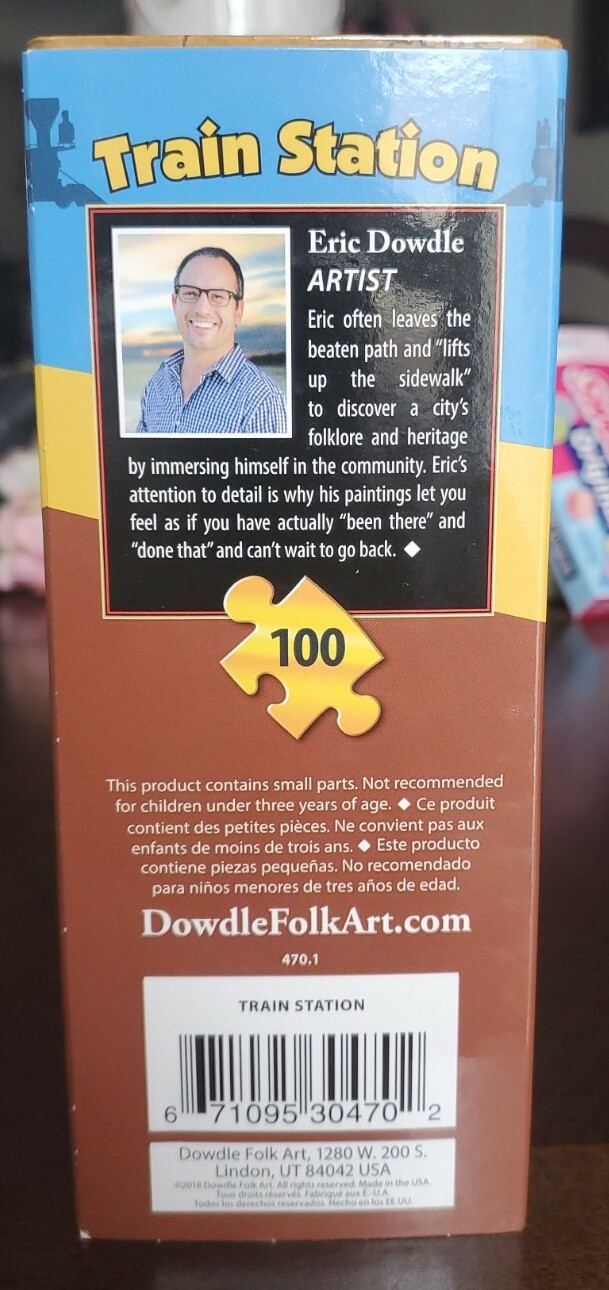 Train Station
Eric Dowdle
ARTIST
Eric often leaves the
beaten path and "lifts
up the sidewalk"
to discover a city's
folklore and heritage
by immersing himself in the community. Eric's
attention to detail is why his paintings let you
feel as if you have actually "been there" and
"done that" and can't wait to go back. ◆
100
This product contains small parts. Not recommended
for children under three years of age. ◆ Ce produit
contient des petites pièces. Ne convient pas aux
enfants de moins de trois ans. ◆ Este producto
contiene piezas pequeñas. No recomendado
para niños menores de tres años de edad.
DowdleFolkArt.com
470.1
TRAIN STATION
6 71095 30470 2
Dowdle Folk Art, 1280 W. 200 S.
Lindon, UT 84042 USA
©2018 Dowdle Folk Art. All rights reserved. Made in the USA.
Tous droits réservés. Fabriqué aux É.-U.A.
Todos los derechos reservados. Hecho en los EE.UU.